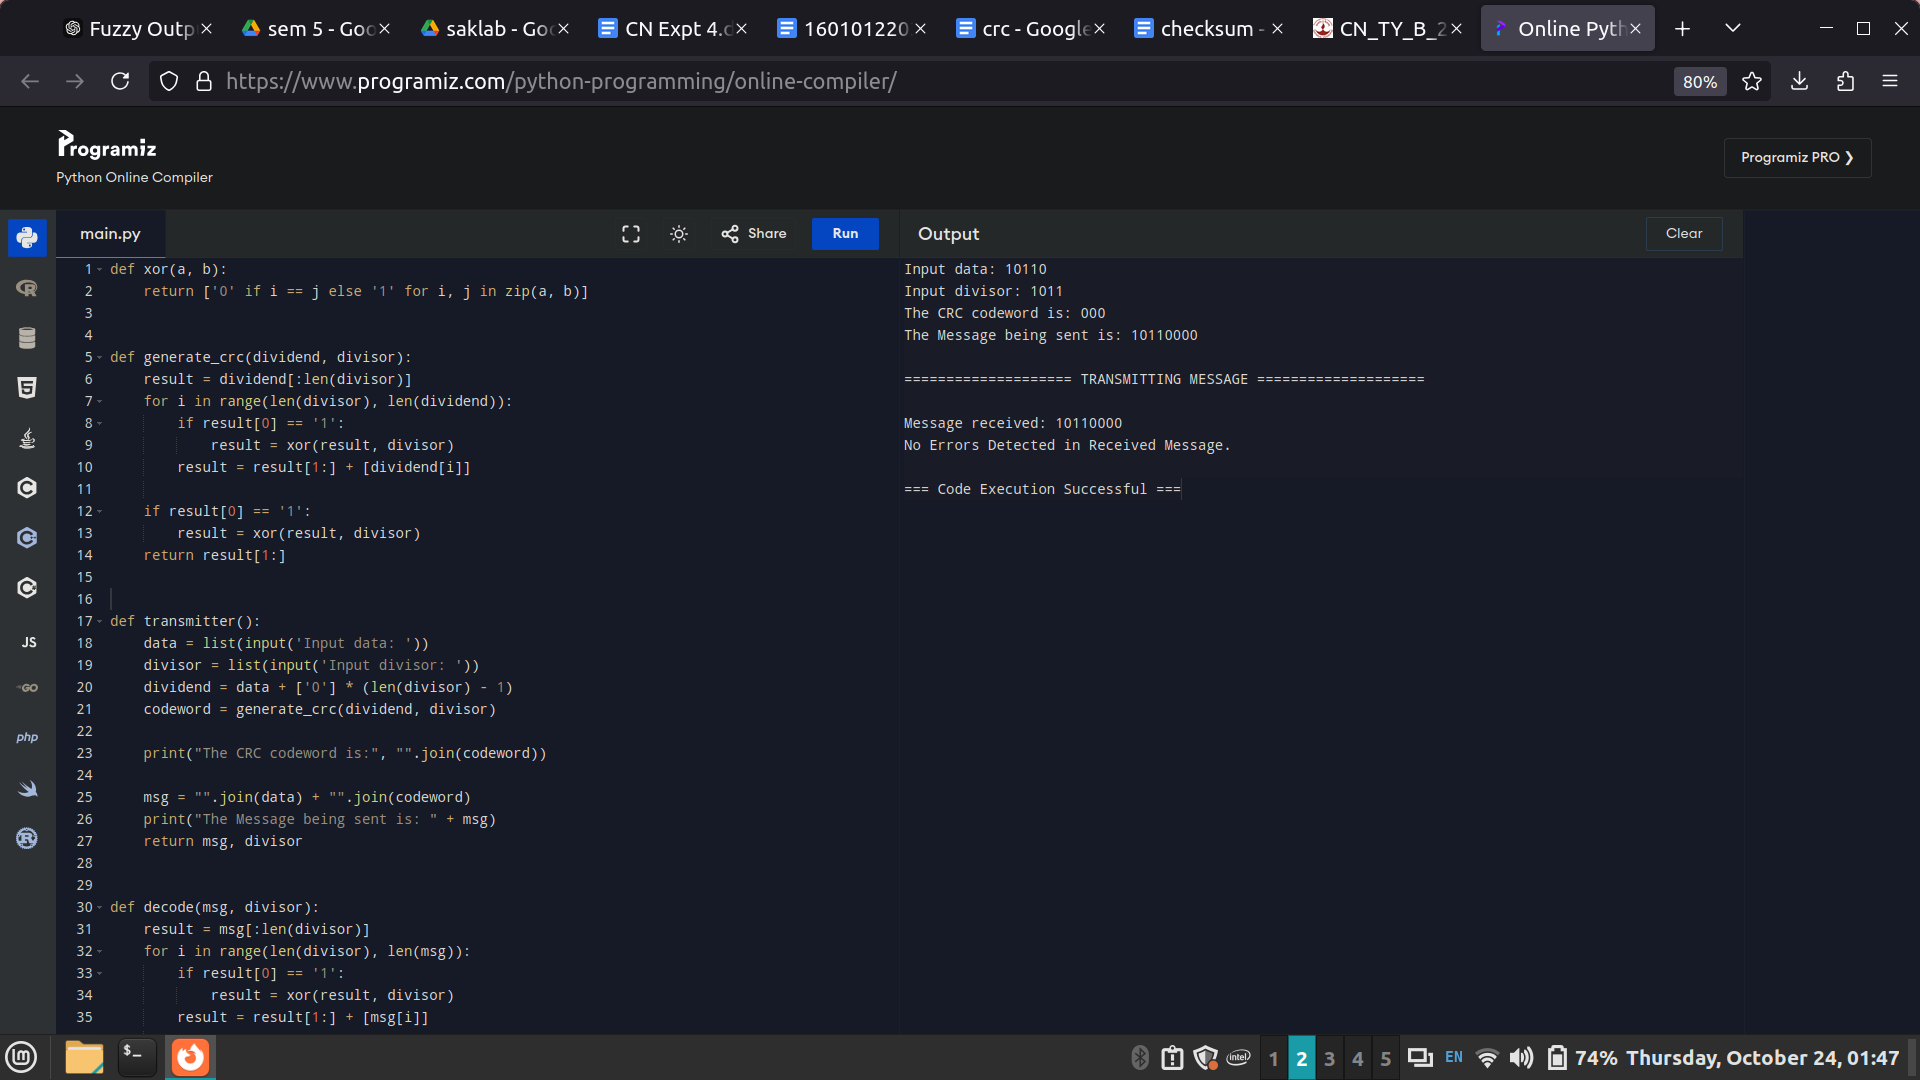 Fuzzy Outp
sem 5 - Goo
saklab - Go
CN Expt 4.d
160101220
crc - Google
checksum -
CN_TY_B_2
Online Pyth
https://www.programiz.com/python-programming/online-compiler/
80%
Programiz
Python Online Compiler
Programiz PRO ❯
main.py
Share
Run
Output
Clear
1 def xor(a, b):
2     return ['0' if i == j else '1' for i, j in zip(a, b)]
3
4
5 def generate_crc(dividend, divisor):
6     result = dividend[:len(divisor)]
7     for i in range(len(divisor), len(dividend)):
8         if result[0] == '1':
9             result = xor(result, divisor)
10         result = result[1:] + [dividend[i]]
11
12     if result[0] == '1':
13         result = xor(result, divisor)
14     return result[1:]
15
16
17 def transmitter():
18     data = list(input('Input data: '))
19     divisor = list(input('Input divisor: '))
20     dividend = data + ['0'] * (len(divisor) - 1)
21     codeword = generate_crc(dividend, divisor)
22
23     print("The CRC codeword is:", "".join(codeword))
24
25     msg = "".join(data) + "".join(codeword)
26     print("The Message being sent is: " + msg)
27     return msg, divisor
28
29
30 def decode(msg, divisor):
31     result = msg[:len(divisor)]
32     for i in range(len(divisor), len(msg)):
33         if result[0] == '1':
34             result = xor(result, divisor)
35         result = result[1:] + [msg[i]]
Input data: 10110
Input divisor: 1011
The CRC codeword is: 000
The Message being sent is: 10110000
==================== TRANSMITTING MESSAGE ====================
Message received: 10110000
No Errors Detected in Received Message.
=== Code Execution Successful ===
R
5
JS
GO
php
lm
$_
intel
1 2 3 4 5
EN
74%
Thursday, October 24, 01:47